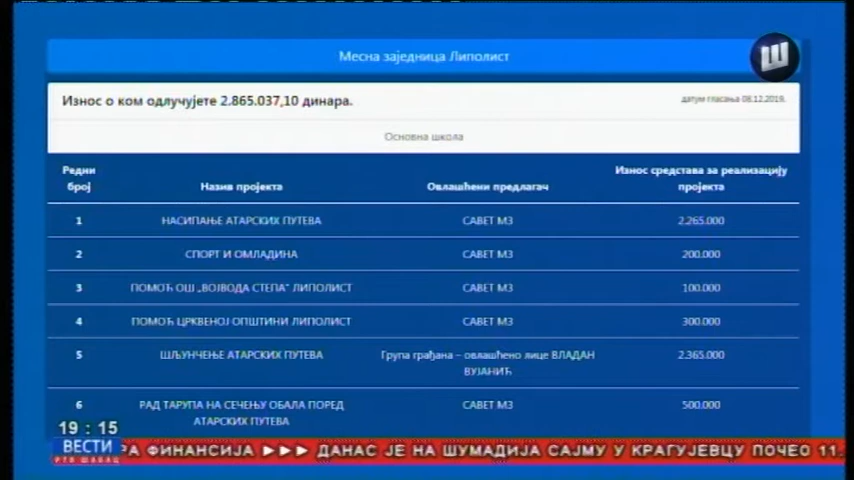 Месна заједница Липолист
Ш
Износ о ком одлучујете 2.865.037,10 динара.
датум гласања 08.12.2019.
Основна школа
Редни број
Назив пројекта
Овлашћени предлагач
Износ средстава за реализацију пројекта
1 НАСИПАЊЕ АТАРСКИХ ПУТЕВА САВЕТ МЗ 2.265.000
2 СПОРТ И ОМЛАДИНА САВЕТ МЗ 200.000
3 ПОМОЋ ОШ „ВОЈВОДА СТЕПА" ЛИПОЛИСТ САВЕТ МЗ 100.000
4 ПОМОЋ ЦРКВЕНОЈ ОПШТИНИ ЛИПОЛИСТ САВЕТ МЗ 300.000
5 ШЉУНЧЕЊЕ АТАРСКИХ ПУТЕВА Група грађана – овлашћено лице ВЛАДАН 2.365.000
ВУЈАНИЋ
6 РАД ТАРУПА НА СЕЧЕЊУ ОБАЛА ПОРЕД САВЕТ МЗ 500.000
АТАРСКИХ ПУТЕВА
19 : 15
ВЕСТИ
РТВ ШАБАЦ
РА ФИНАНСИЈА ►►► ДАНАС ЈЕ НА ШУМАДИЈА САЈМУ У КРАГУЈЕВЦУ ПОЧЕО 11.